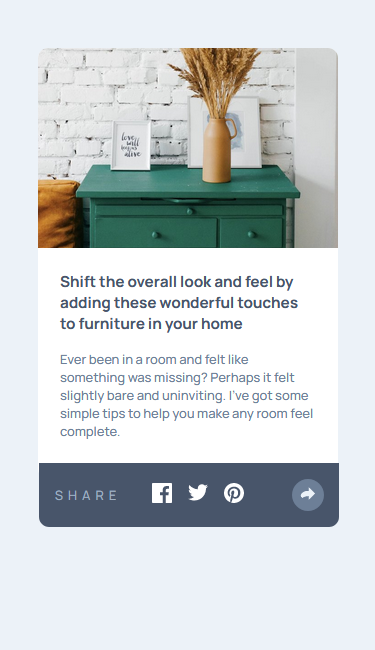 love
will
keep us
alive
Shift the overall look and feel by
adding these wonderful touches
to furniture in your home
Ever been in a room and felt like
something was missing? Perhaps it felt
slightly bare and uninviting. I've got some
simple tips to help you make any room feel
complete.
SHARE